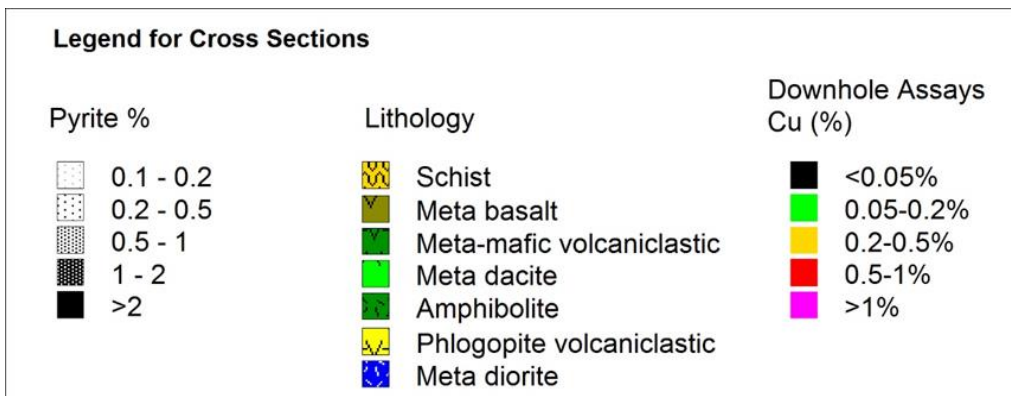 Legend for Cross Sections
Pyrite %
0.1 - 0.2
0.2 - 0.5
0.5 - 1
1 - 2
>2
Lithology
Schist
Meta basalt
Meta-mafic volcaniclastic
Meta dacite
Amphibolite
Phlogopite volcaniclastic
Meta diorite
Downhole Assays
Cu (%)
<0.05%
0.05-0.2%
0.2-0.5%
0.5-1%
>1%